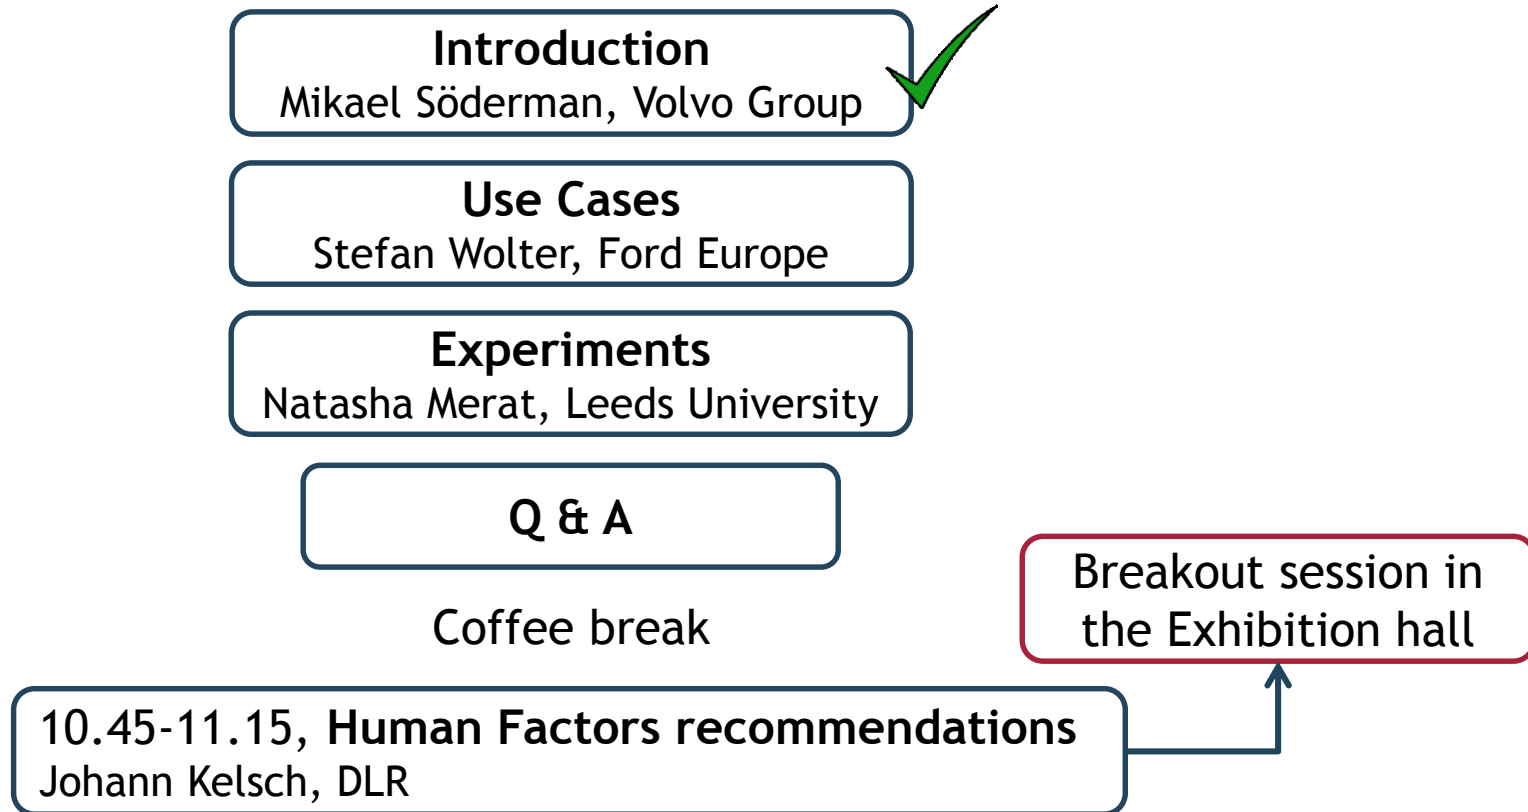 Introduction
Mikael Söderman, Volvo Group
Use Cases
Stefan Wolter, Ford Europe
Experiments
Natasha Merat, Leeds University
Q & A
Coffee break
Breakout session in
the Exhibition hall
10.45-11.15, Human Factors recommendations
Johann Kelsch, DLR